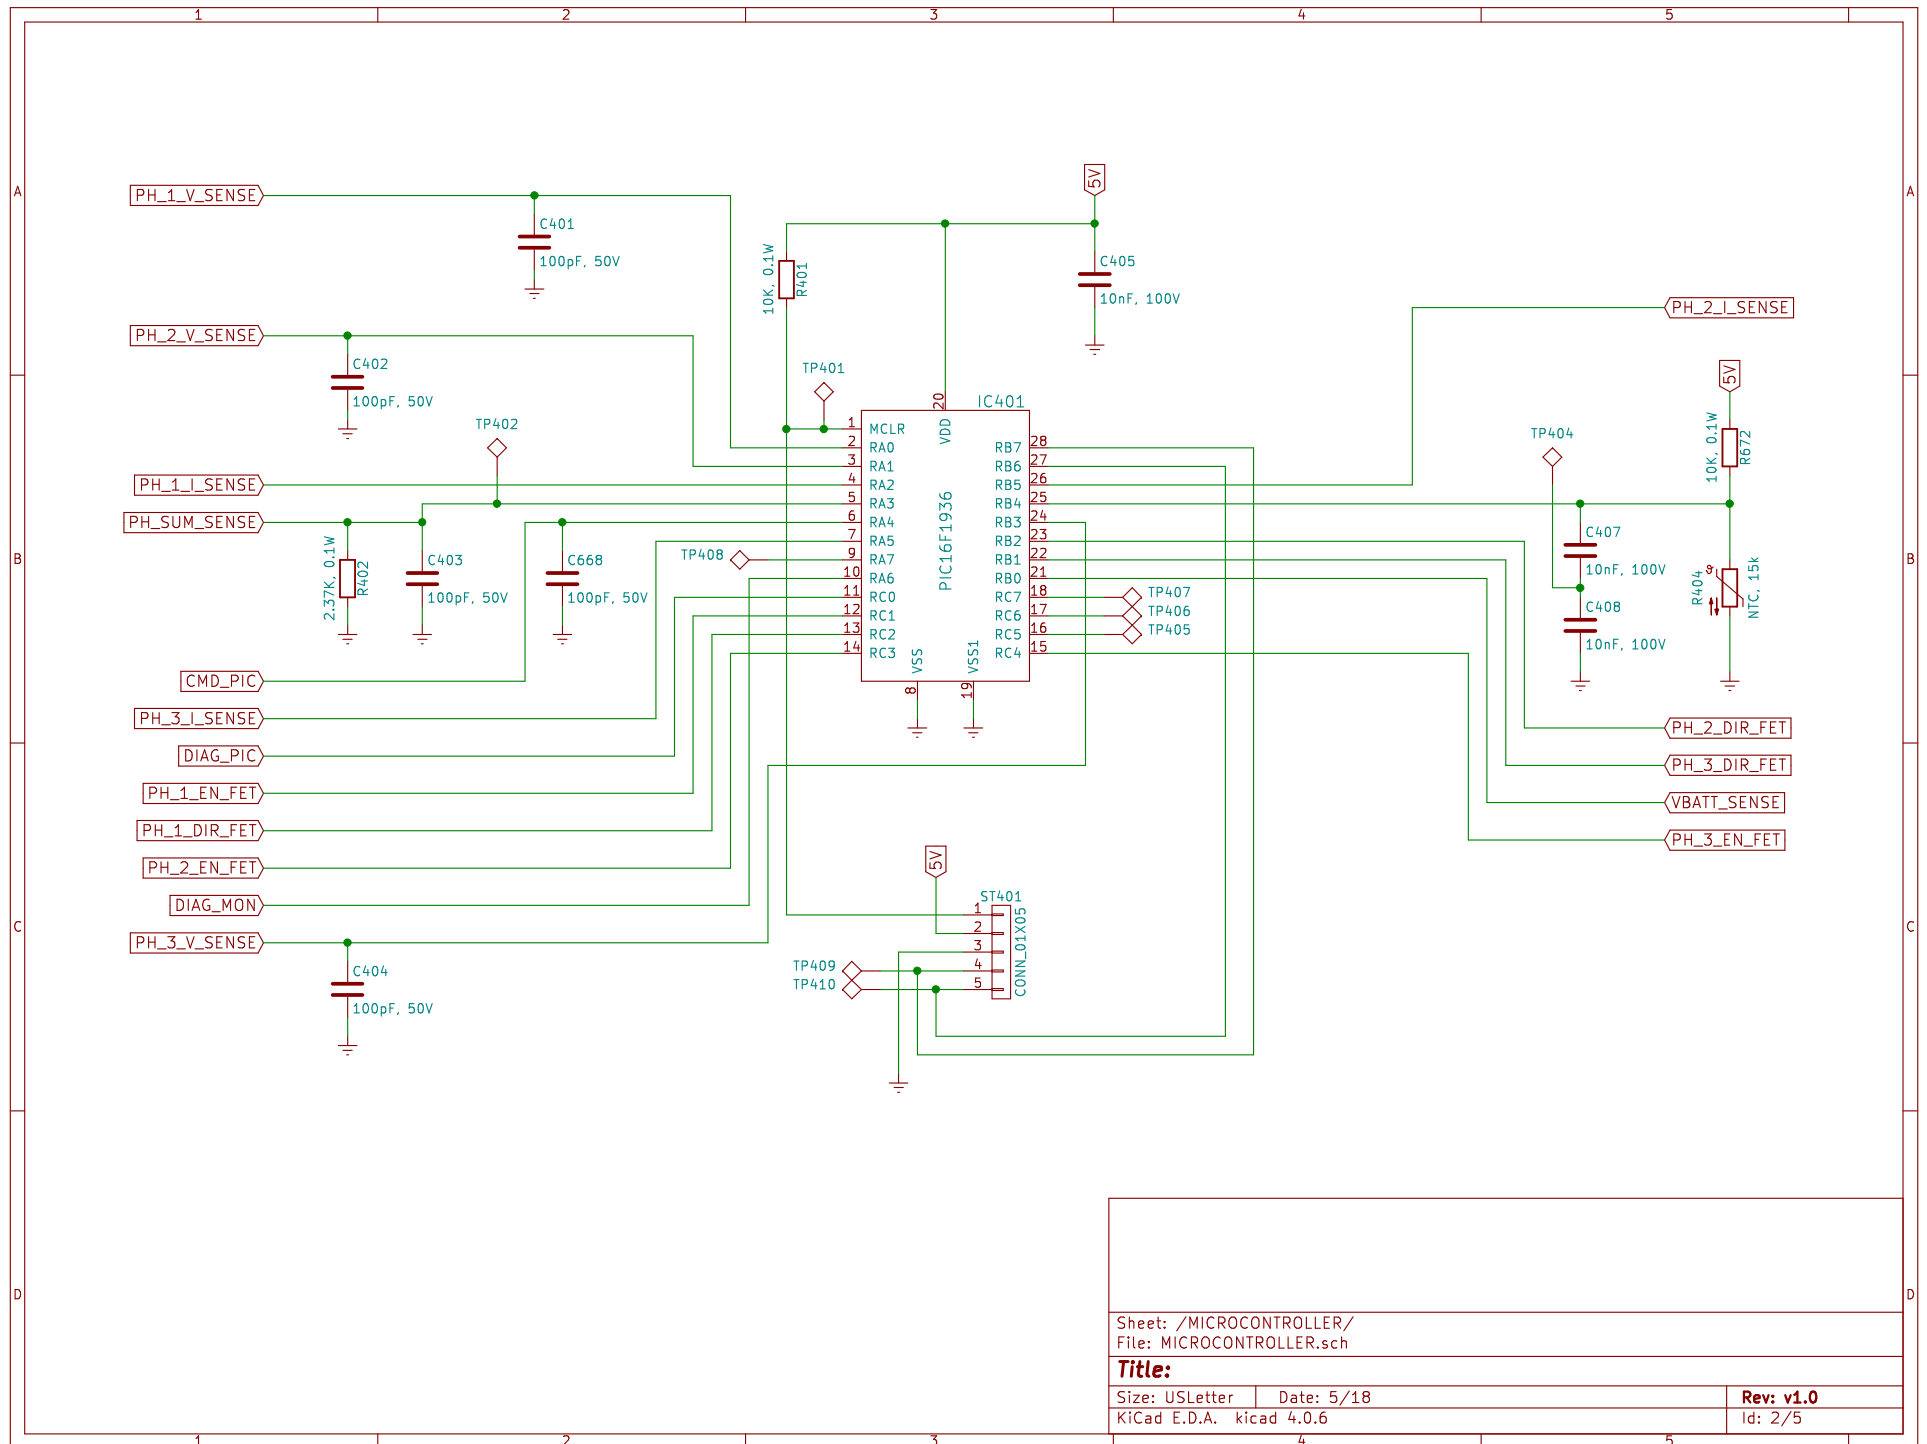 1 2 3 4 5
A A
B B
C C
D D
1 2 3 4 5
PH_1_V_SENSE
C401
100pF, 50V
PH_2_V_SENSE
C402
100pF, 50V
TP402
PH_1_I_SENSE
PH_SUM_SENSE
2.37K, 0.1W
R402
C403
100pF, 50V
C668
100pF, 50V
CMD_PIC
PH_3_I_SENSE
DIAG_PIC
PH_1_EN_FET
PH_1_DIR_FET
PH_2_EN_FET
DIAG_MON
PH_3_V_SENSE
C404
100pF, 50V
10K, 0.1W
R401
5V
C405
10nF, 100V
TP401
TP408
IC401
PIC16F1936
20
VDD
1 MCLR
2 RA0
3 RA1
4 RA2
5 RA3
6 RA4
7 RA5
9 RA7
10 RA6
11 RC0
12 RC1
13 RC2
14 RC3
RB7 28
RB6 27
RB5 26
RB4 25
RB3 24
RB2 23
RB1 22
RB0 21
RC7 18
RC6 17
RC5 16
RC4 15
VSS
8
VSS1
19
TP407
TP406
TP405
5V
ST401
CONN_01X05
1
2
3
4
5
TP409
TP410
PH_2_I_SENSE
5V
10K, 0.1W
R672
TP404
C407
10nF, 100V
C408
10nF, 100V
R404
NTC, 15k
PH_2_DIR_FET
PH_3_DIR_FET
VBATT_SENSE
PH_3_EN_FET
Sheet: /MICROCONTROLLER/
File: MICROCONTROLLER.sch
Title:
Size: USLetter Date: 5/18 Rev: v1.0
KiCad E.D.A. kicad 4.0.6 Id: 2/5